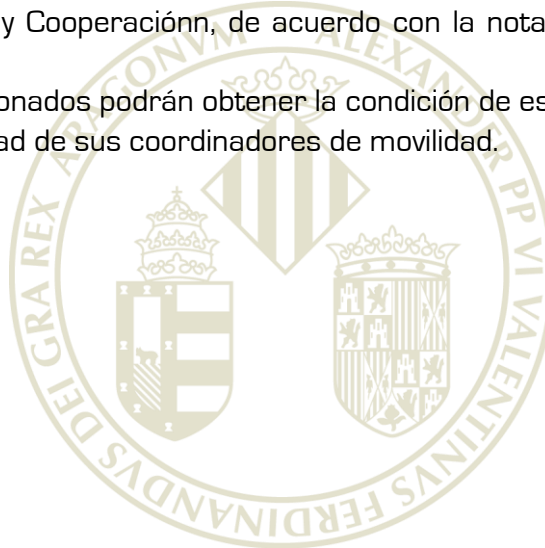 y Cooperaciónn, de acuerdo con la nota
onados podrán obtener la condición de es
ad de sus coordinadores de movilidad.
ALEXANDER PP VI VALENTINVS FERDINANDVS DEI GRA REX ARAGONVM